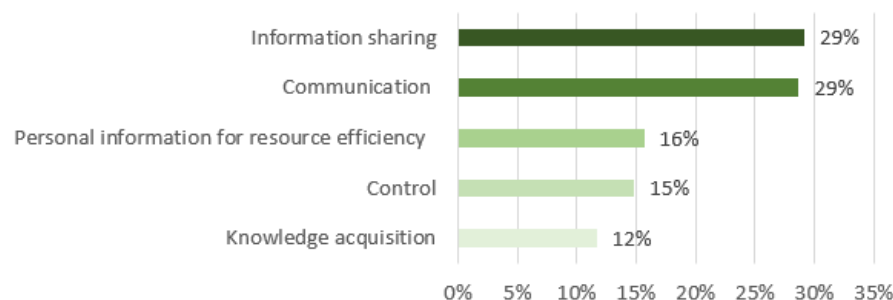 Information sharing 29%
Communication 29%
Personal information for resource efficiency 16%
Control 15%
Knowledge acquisition 12%
0% 5% 10% 15% 20% 25% 30% 35%